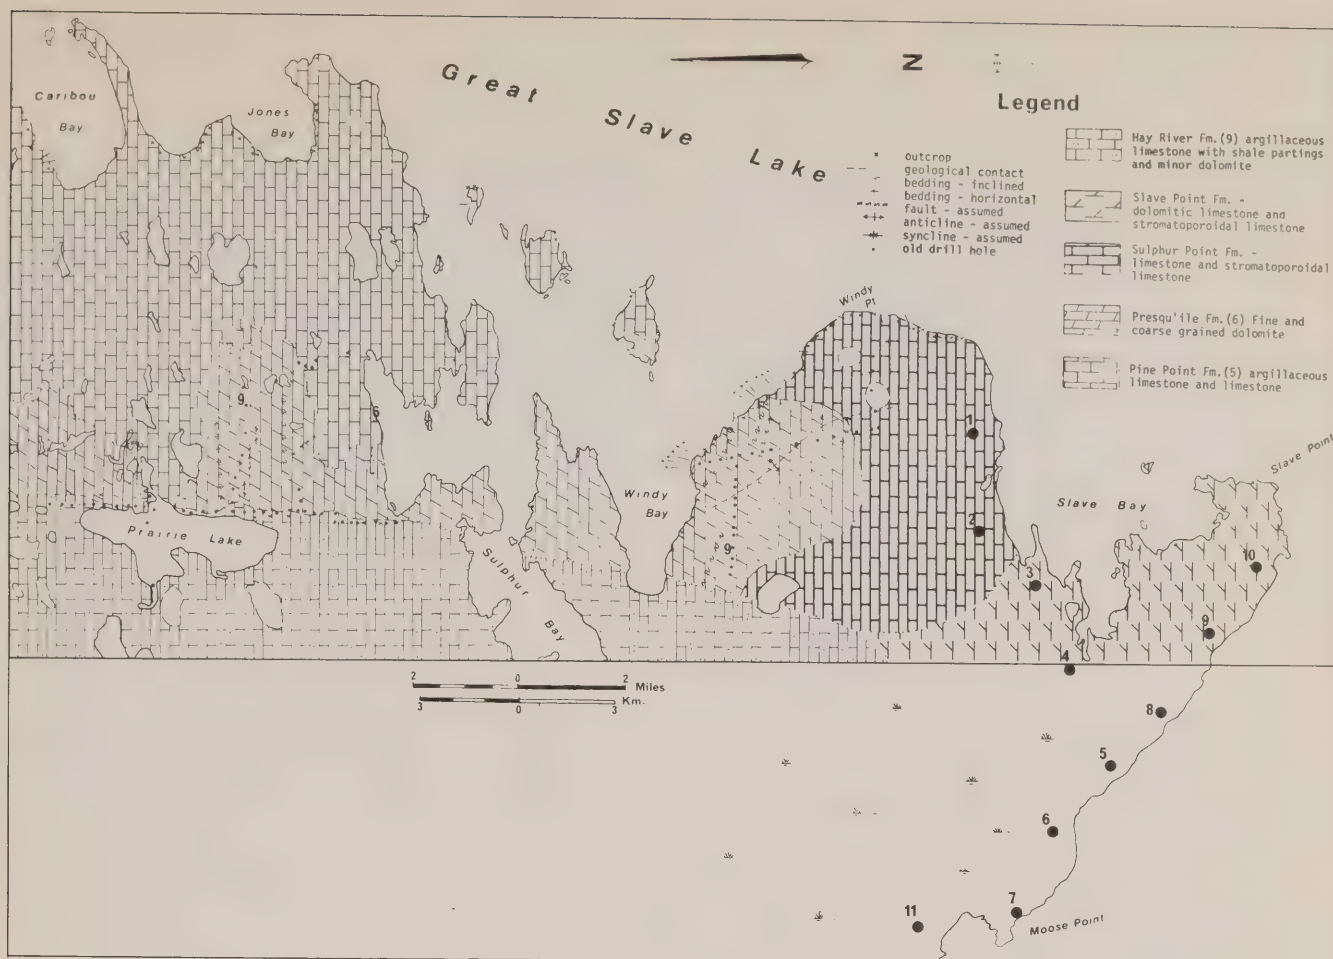 Great Slave Lake
N
Caribou
Bay
Jones
Bay
Legend
outcrop
geological contact
bedding - inclined
bedding - horizontal
fault - assumed
anticline - assumed
syncline - assumed
old drill hole
Hay River Fm.(9) argillaceous
limestone with shale partings
and minor dolomite
Slave Point Fm. -
dolomitic limestone and
stromatoporoidal limestone
Sulphur Point Fm. -
limestone and stromatoporoidal
limestone
Presqu'ile Fm.(6) Fine and
coarse grained dolomite
Pine Point Fm.(5) argillaceous
limestone and limestone
Windy
Pt
9
6
1
Slave Point
Windy
Bay
Slave Bay
Prairie Lake
2
9
Sulphur
Bay
3
10
9
4
2 0 2 Miles
3 0 3 Km.
8
5
6
7
11
Moose Point